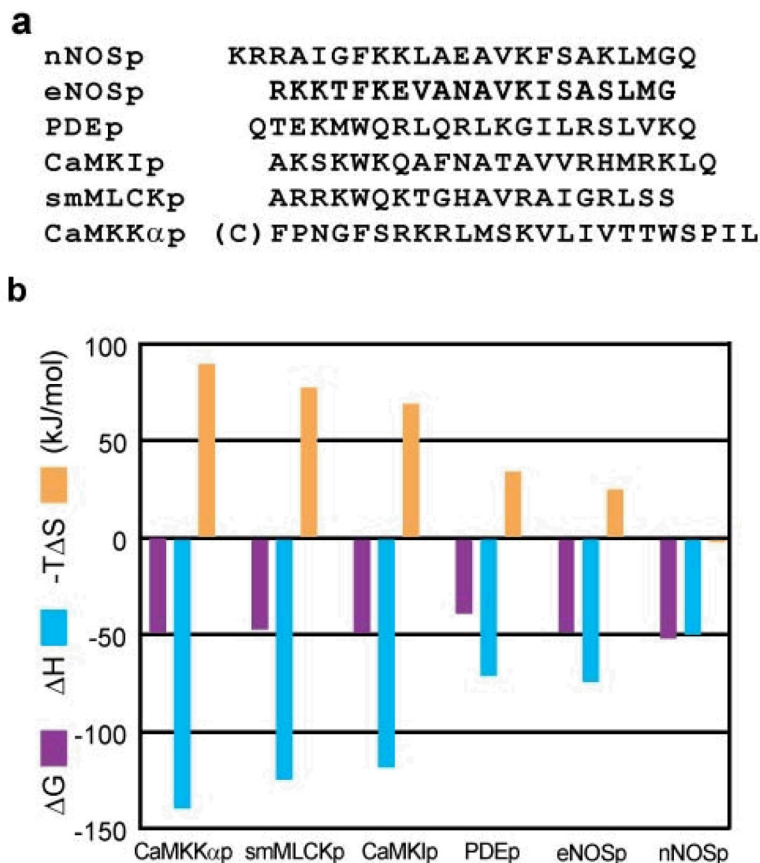 a
nNOSp KRRAIGFKKLAEAVKFSAKLMGQ
eNOSp RKKTFKEVANAVKISASLMG
PDEp QTEKMWQRLQRLKGILRSLVKQ
CaMKIp AKSKWKQAFNATAVVRHMRKLQ
smMLCKp ARRKWQKTGHAVRAIGRLSS
CaMKKαp (C)FPNGFSRKRLMSKVLIVTTWSPIL
b
ΔG ΔH -TΔS (kJ/mol)
100
50
0
-50
-100
-150
CaMKKαp smMLCKp CaMKIp PDEp eNOSp nNOSp